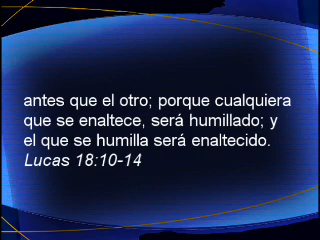 antes que el otro; porque cualquiera
que se enaltece, será humillado; y
el que se humilla será enaltecido.
Lucas 18:10-14